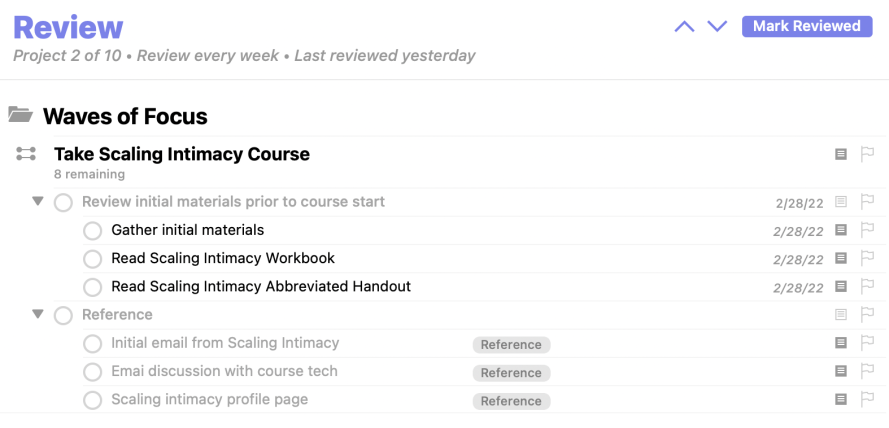 Review
Mark Reviewed
Project 2 of 10 • Review every week • Last reviewed yesterday
Waves of Focus
Take Scaling Intimacy Course
8 remaining
Review initial materials prior to course start 2/28/22
Gather initial materials 2/28/22
Read Scaling Intimacy Workbook 2/28/22
Read Scaling Intimacy Abbreviated Handout 2/28/22
Reference
Initial email from Scaling Intimacy Reference
Emai discussion with course tech Reference
Scaling intimacy profile page Reference